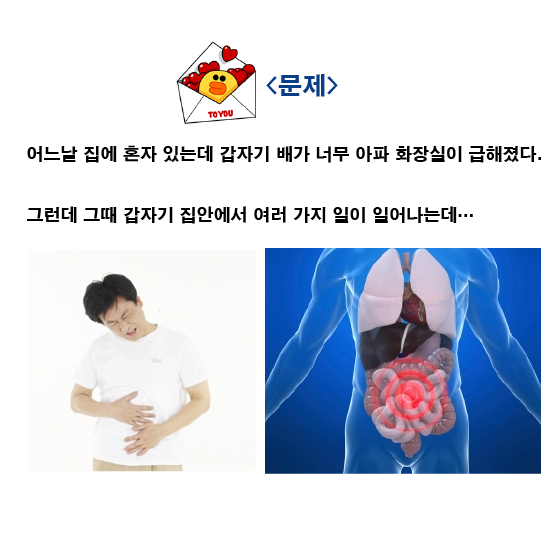 <문제>
TO YOU
어느날 집에 혼자 있는데 갑자기 배가 너무 아파 화장실이 급해졌다.
그런데 그때 갑자기 집안에서 여러 가지 일이 일어나는데…